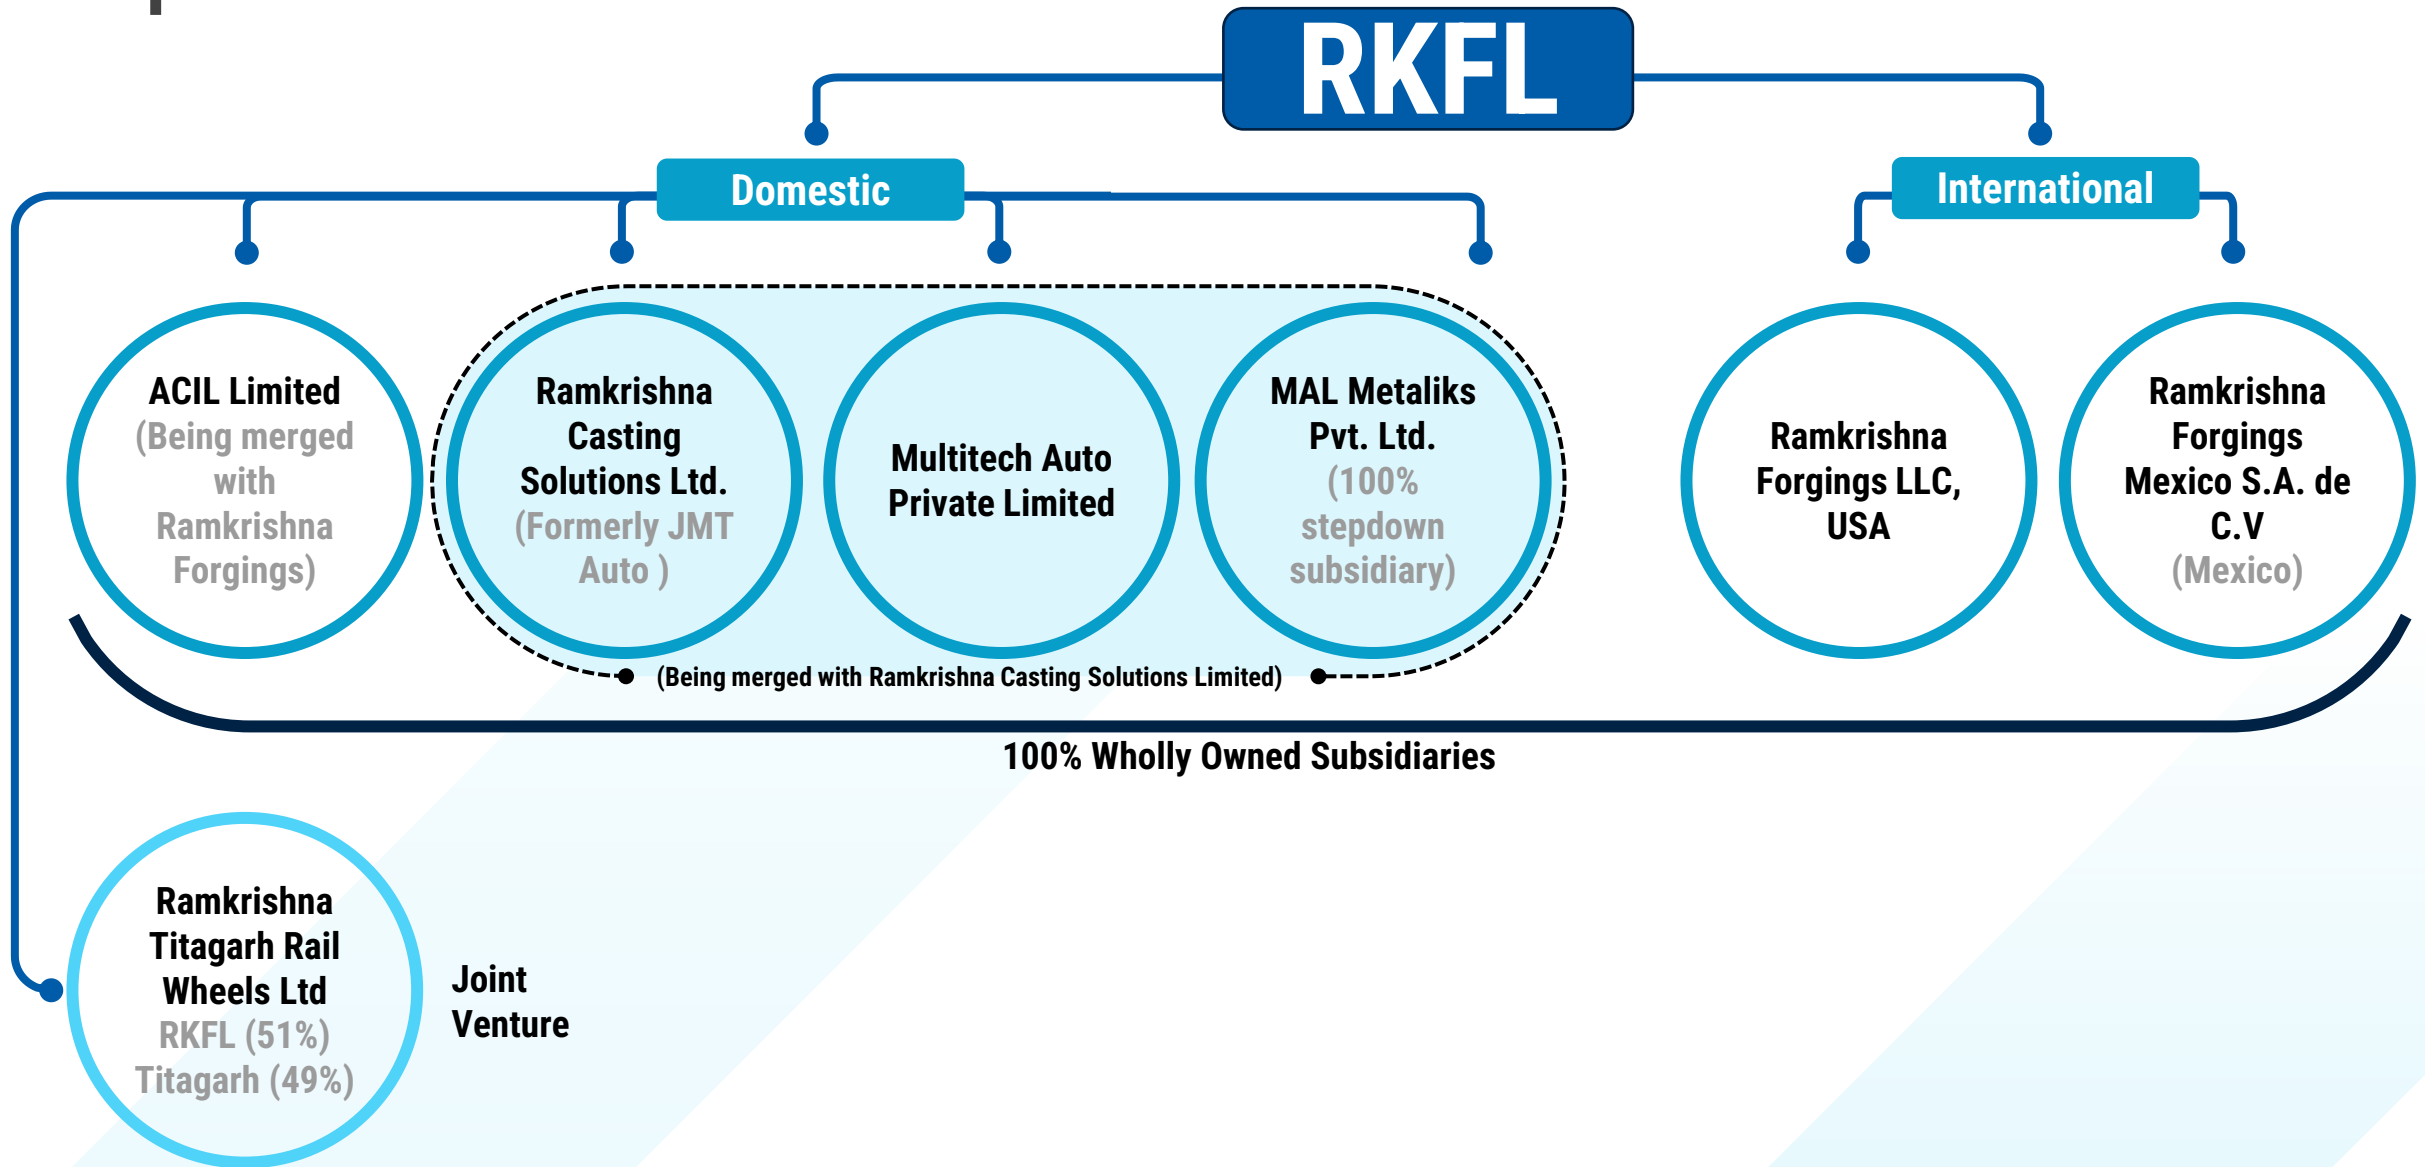 RKFL
Domestic
International
ACIL Limited
(Being merged
with
Ramkrishna
Forgings)
Ramkrishna
Casting
Solutions Ltd.
(Formerly JMT
Auto )
Multitech Auto
Private Limited
MAL Metaliks
Pvt. Ltd.
(100%
stepdown
subsidiary)
Ramkrishna
Forgings LLC,
USA
Ramkrishna
Forgings
Mexico S.A. de
C.V
(Mexico)
(Being merged with Ramkrishna Casting Solutions Limited)
100% Wholly Owned Subsidiaries
Ramkrishna
Titagarh Rail
Wheels Ltd
RKFL (51%)
Titagarh (49%)
Joint
Venture